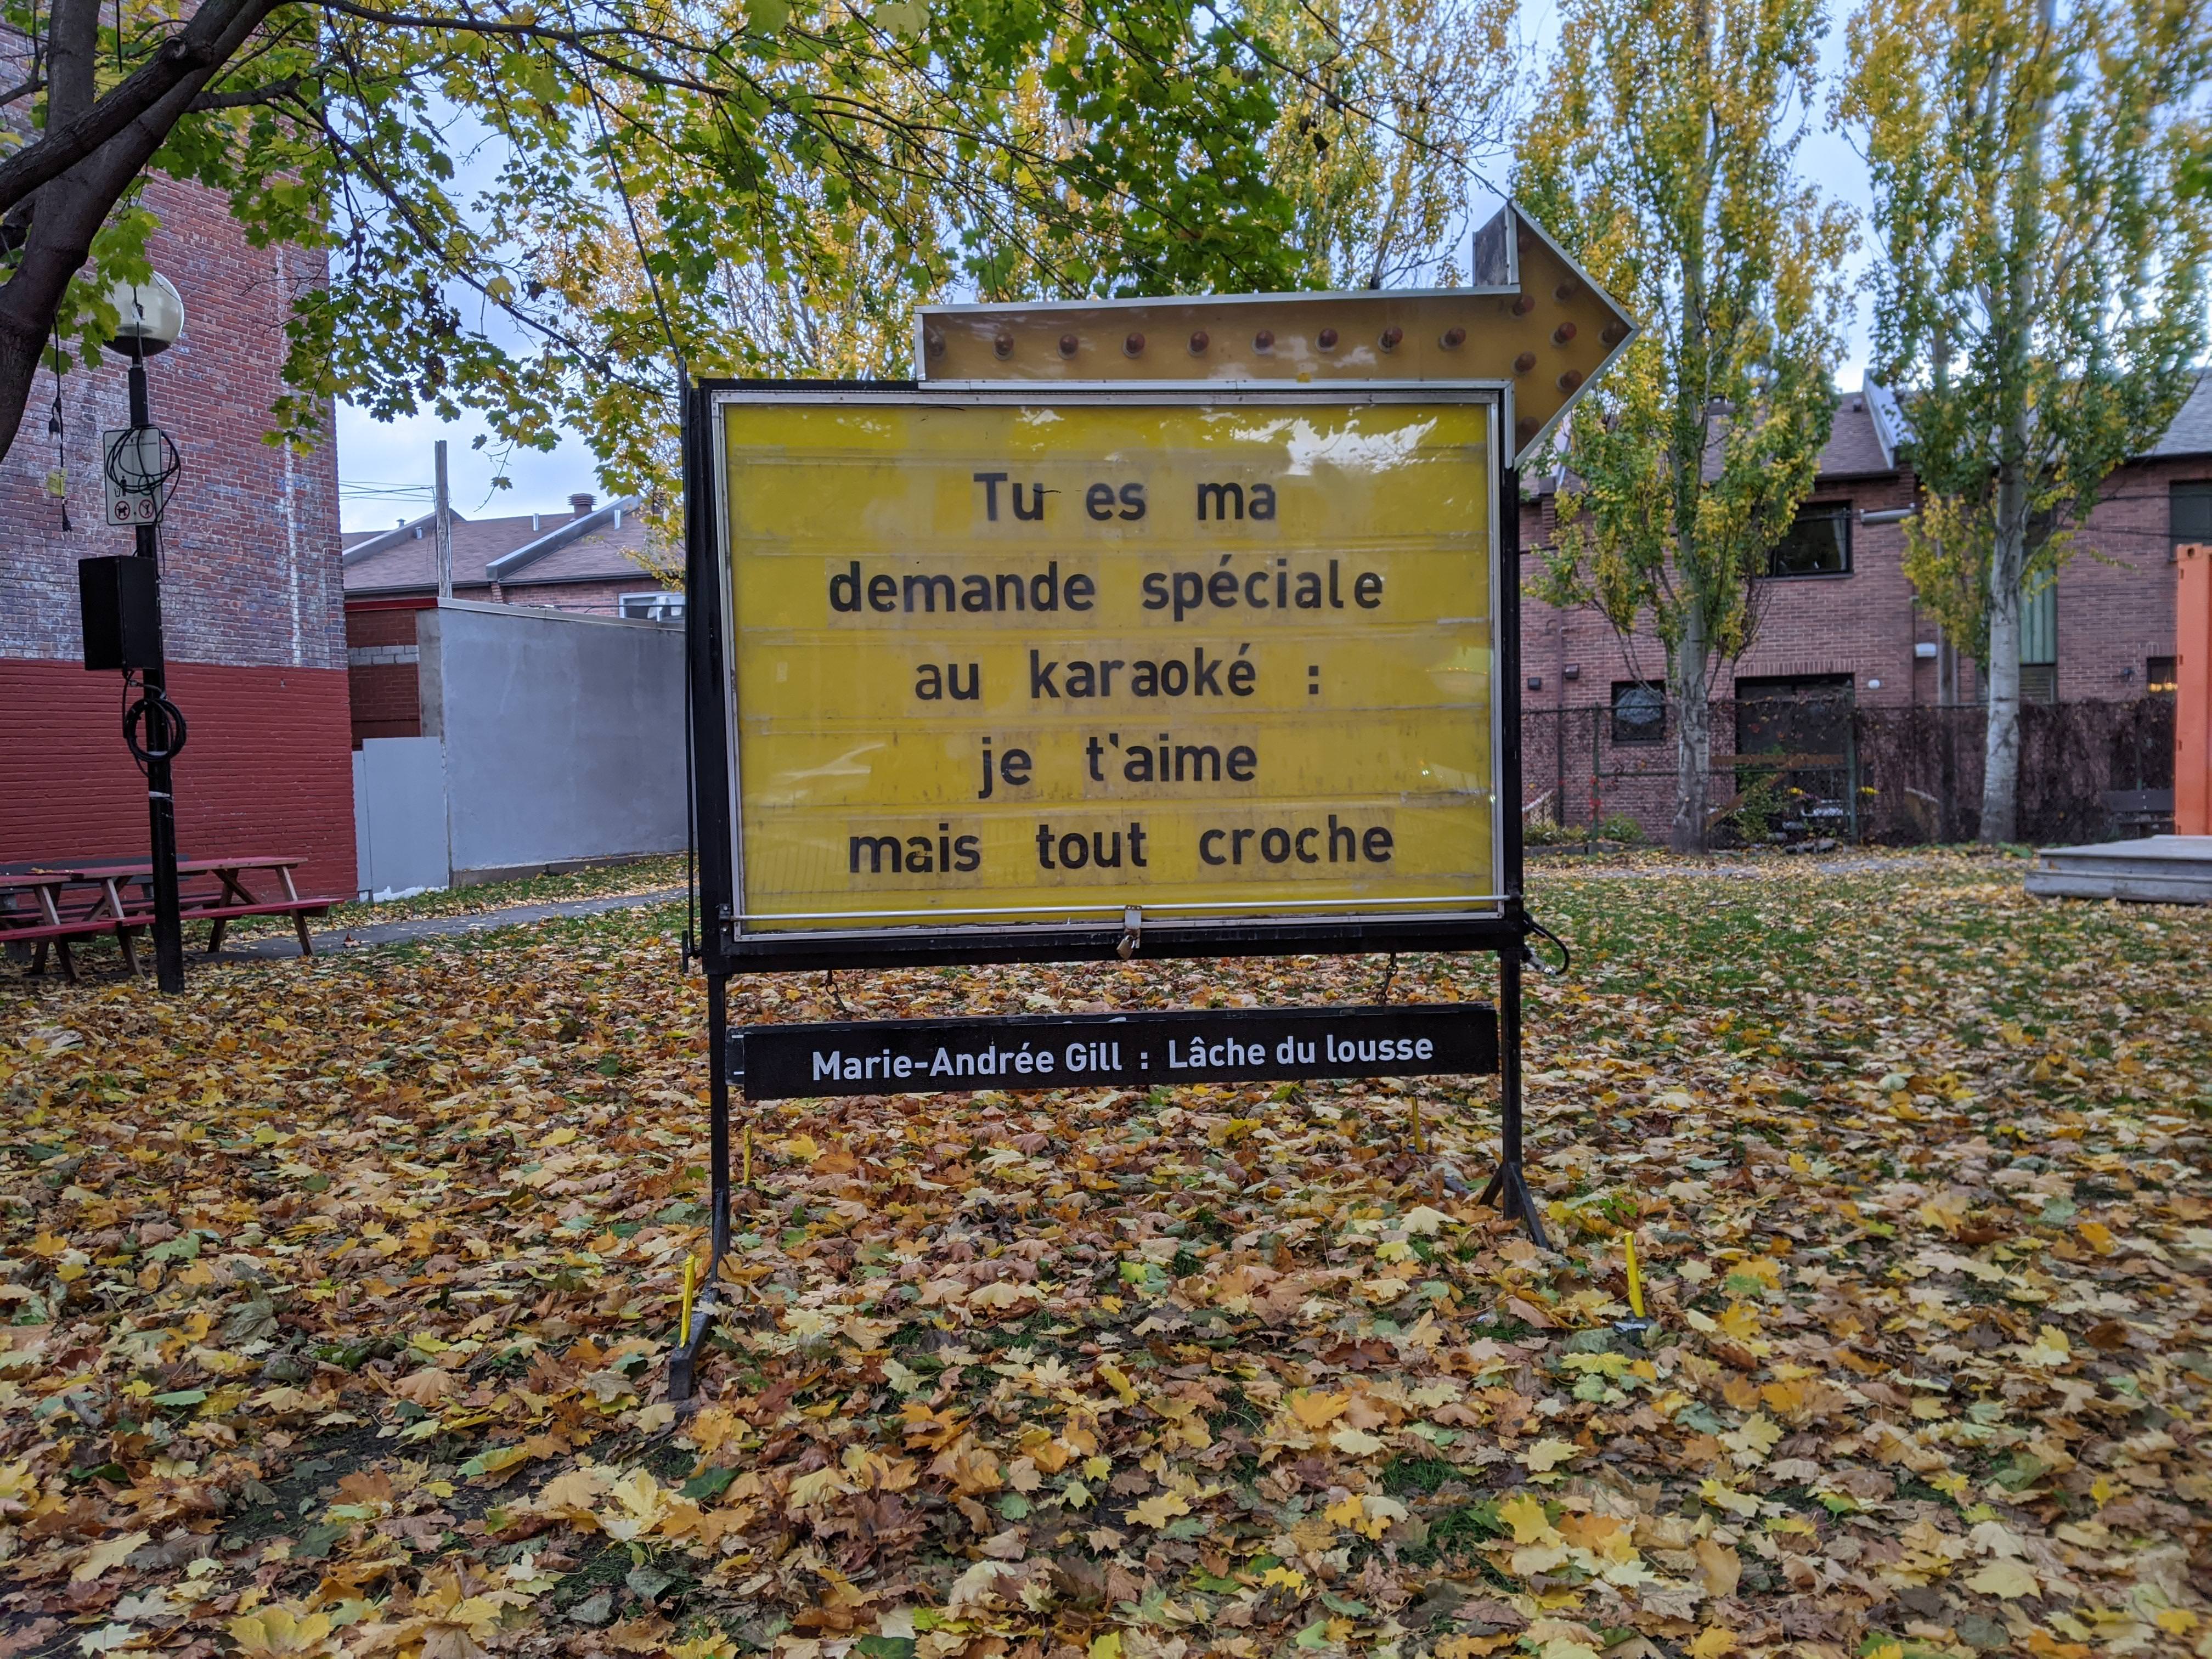 Tu es ma
demande spéciale
au karaoké :
je t'aime
mais tout croche
Marie-Andrée Gill : Lâche du lousse